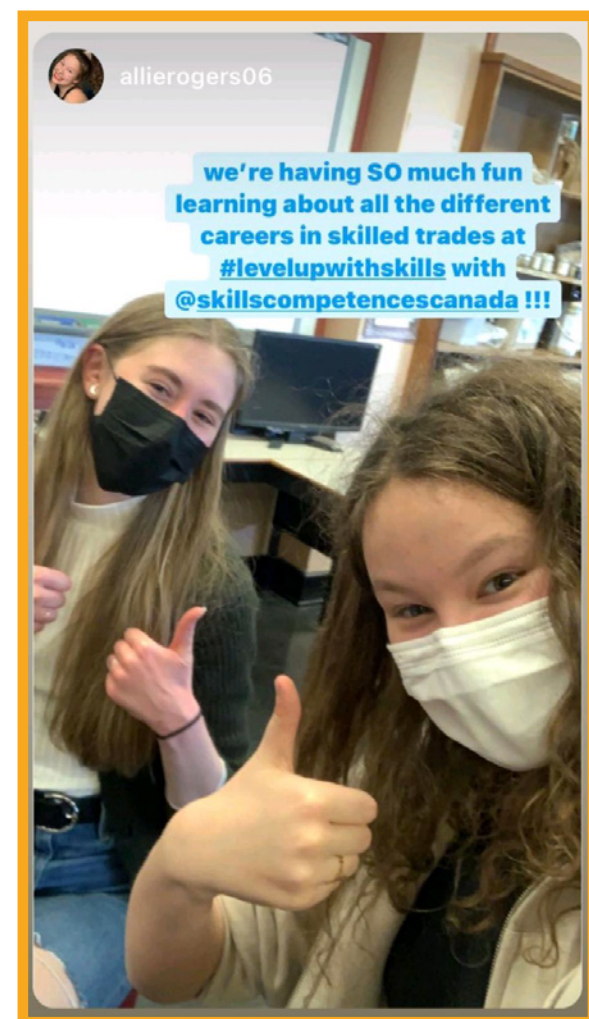 allierogers06
we're having SO much fun
learning about all the different
careers in skilled trades at
#levelupwithskills with
@skillscompetencescanada !!!